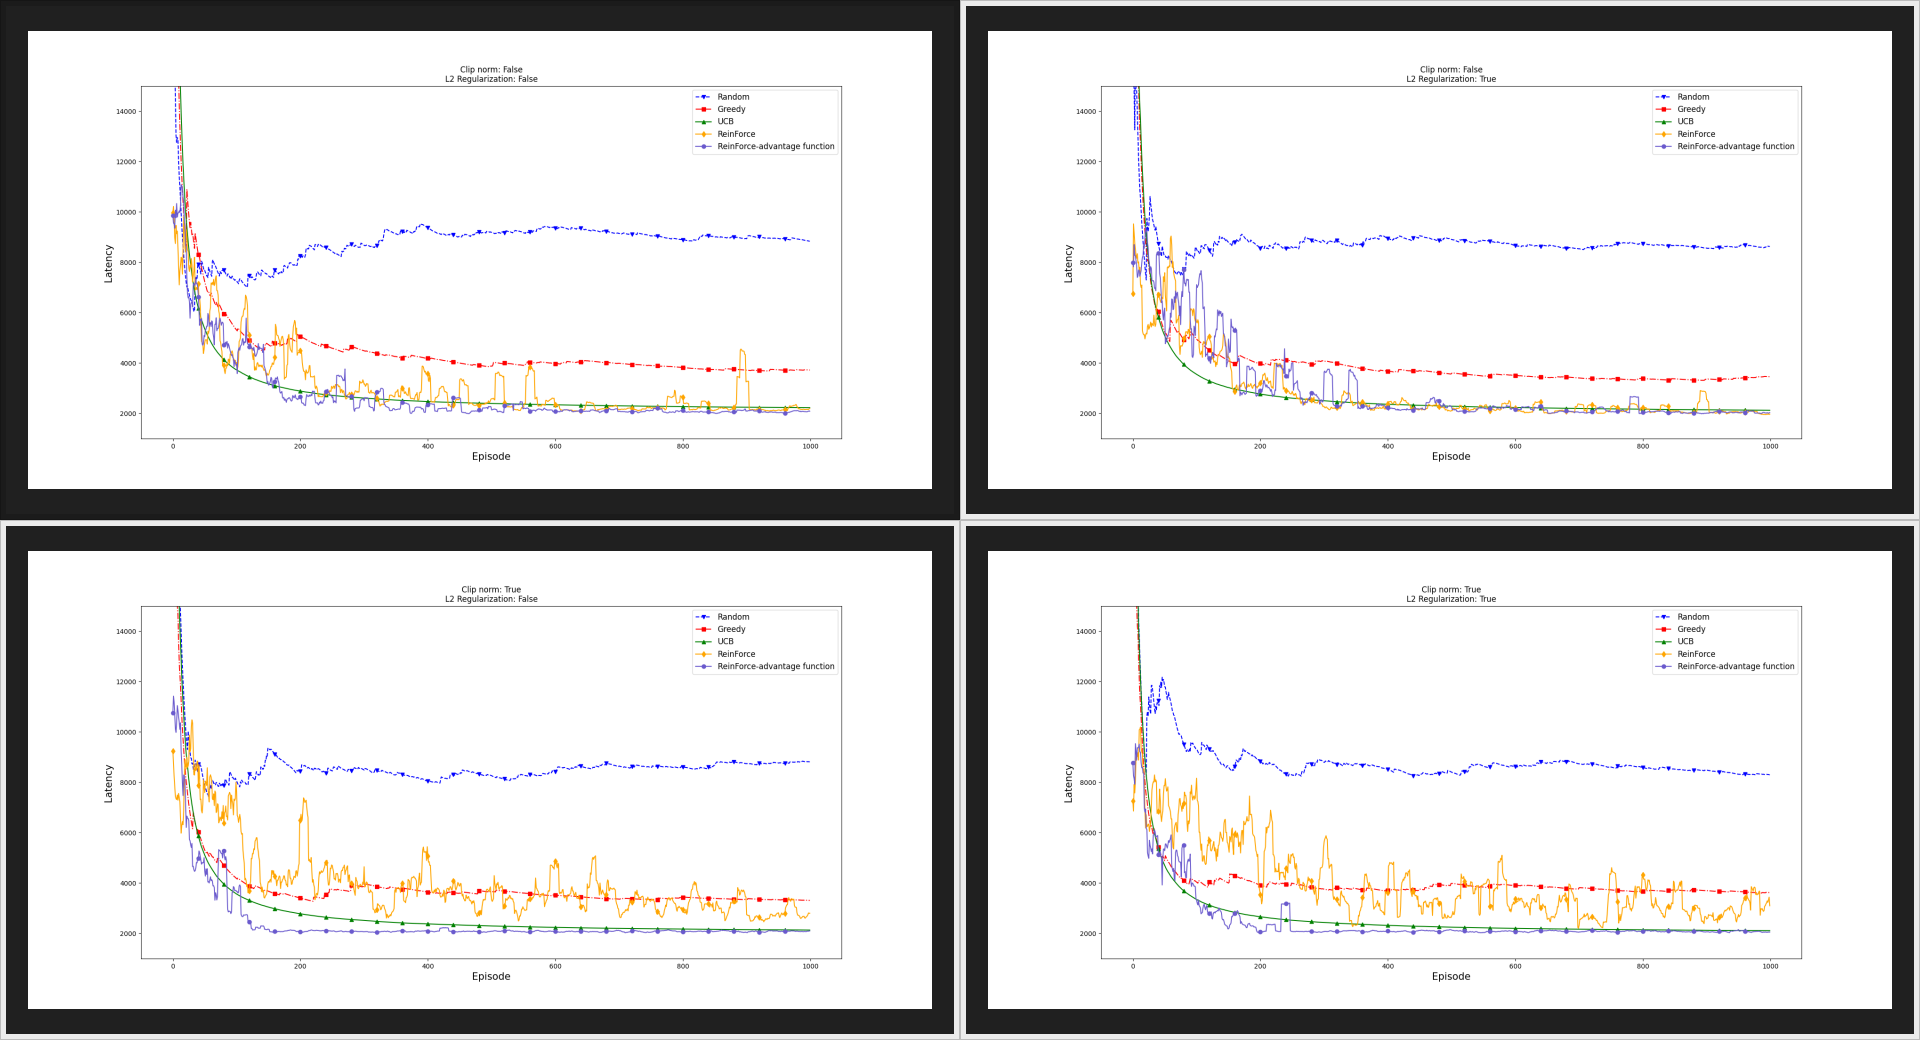 Clip norm: False
L2 Regularization: False
Random
Greedy
UCB
ReinForce
ReinForce-advantage function
14000
12000
10000
8000
6000
4000
2000
Latency
0 200 400 600 800 1000
Episode
Clip norm: False
L2 Regularization: True
Random
Greedy
UCB
ReinForce
ReinForce-advantage function
14000
12000
10000
8000
6000
4000
2000
Latency
0 200 400 600 800 1000
Episode
Clip norm: True
L2 Regularization: False
Random
Greedy
UCB
ReinForce
ReinForce-advantage function
14000
12000
10000
8000
6000
4000
2000
Latency
0 200 400 600 800 1000
Episode
Clip norm: True
L2 Regularization: True
Random
Greedy
UCB
ReinForce
ReinForce-advantage function
14000
12000
10000
8000
6000
4000
2000
Latency
0 200 400 600 800 1000
Episode